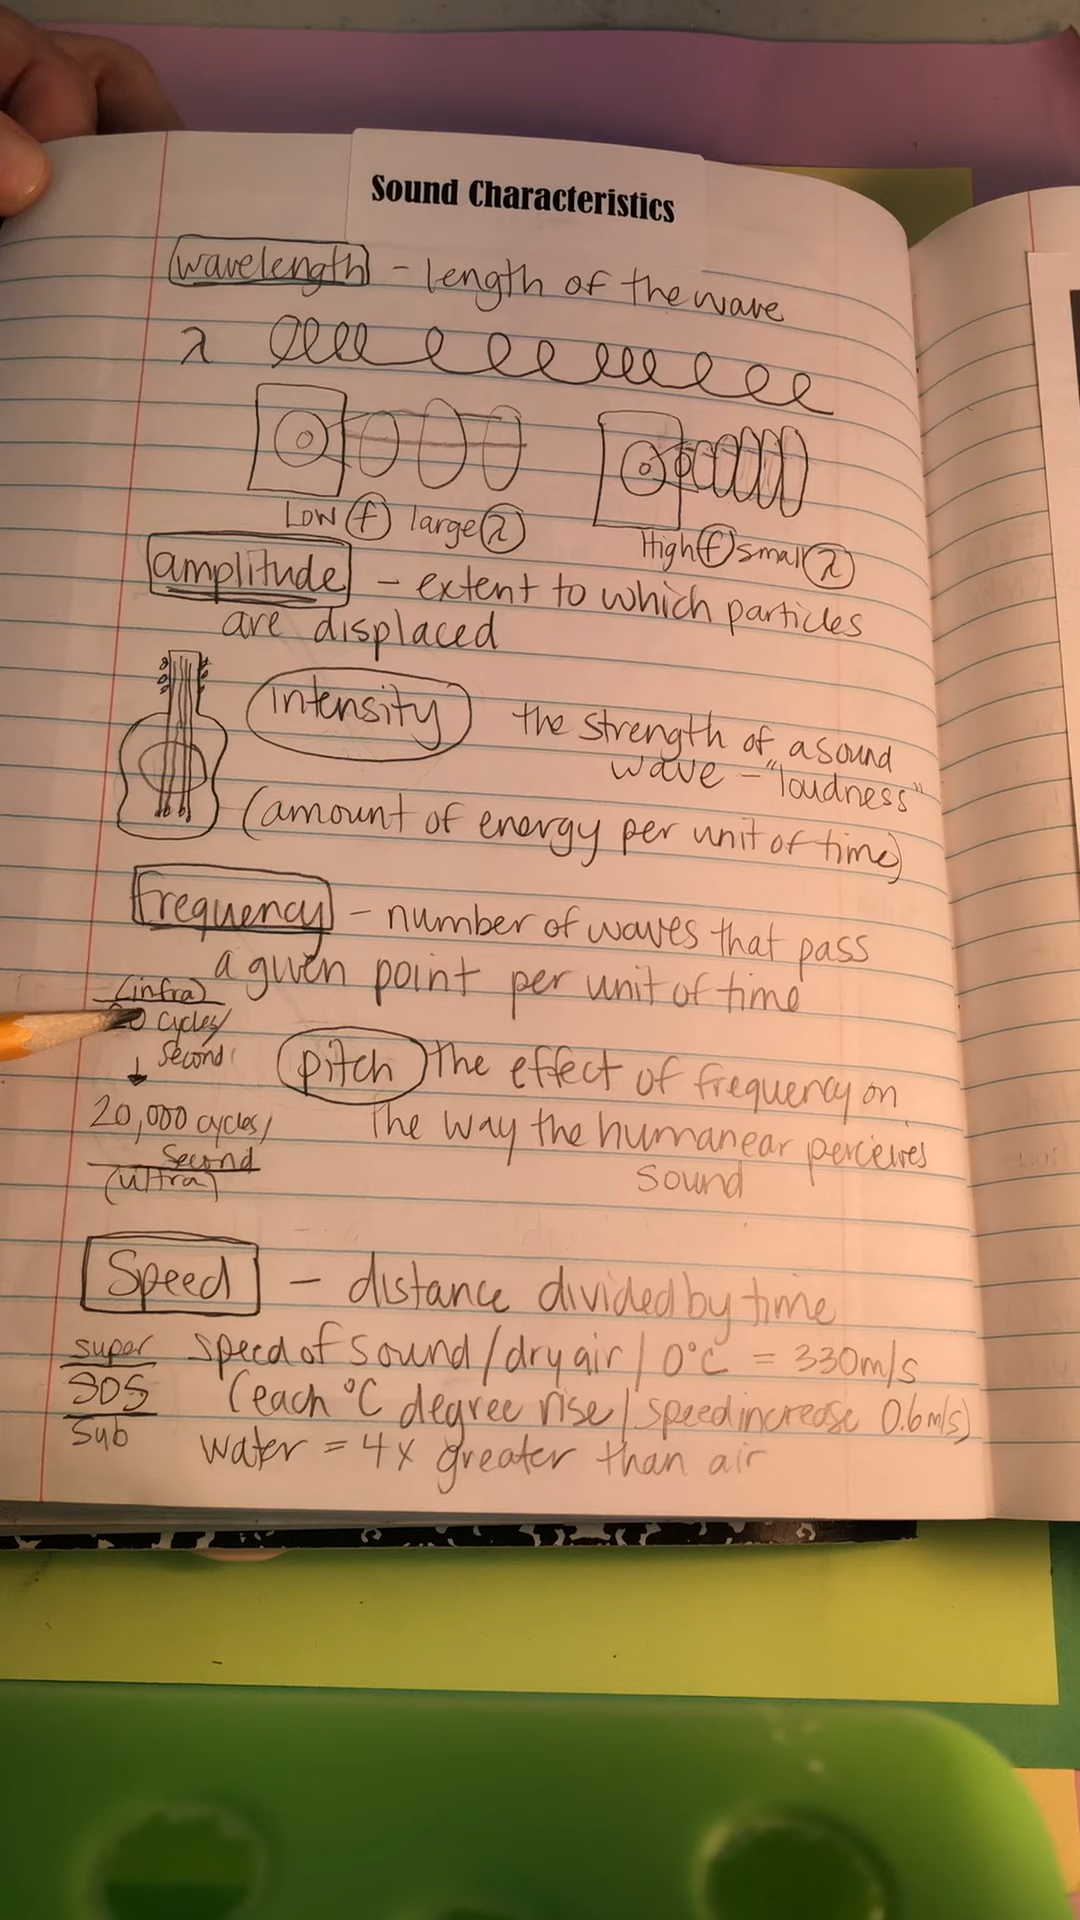 Sound Characteristics
wavelength - length of the wave
λ
Low f large λ
High f small λ
amplitude - extent to which particles
are displaced
intensity the strength of a sound
wave - "loudness"
(amount of energy per unit of time)
frequency - number of waves that pass
a given point per unit of time
(infra)
20 cycles/
second
20,000 cycles/
second
(ultra)
pitch The effect of frequency on
the way the human ear perceives
sound
Speed - distance divided by time
super
SOS
sub
speed of sound/dry air/0°C = 330m/s
(each °C degree rise/speed increase 0.6m/s)
water = 4x greater than air